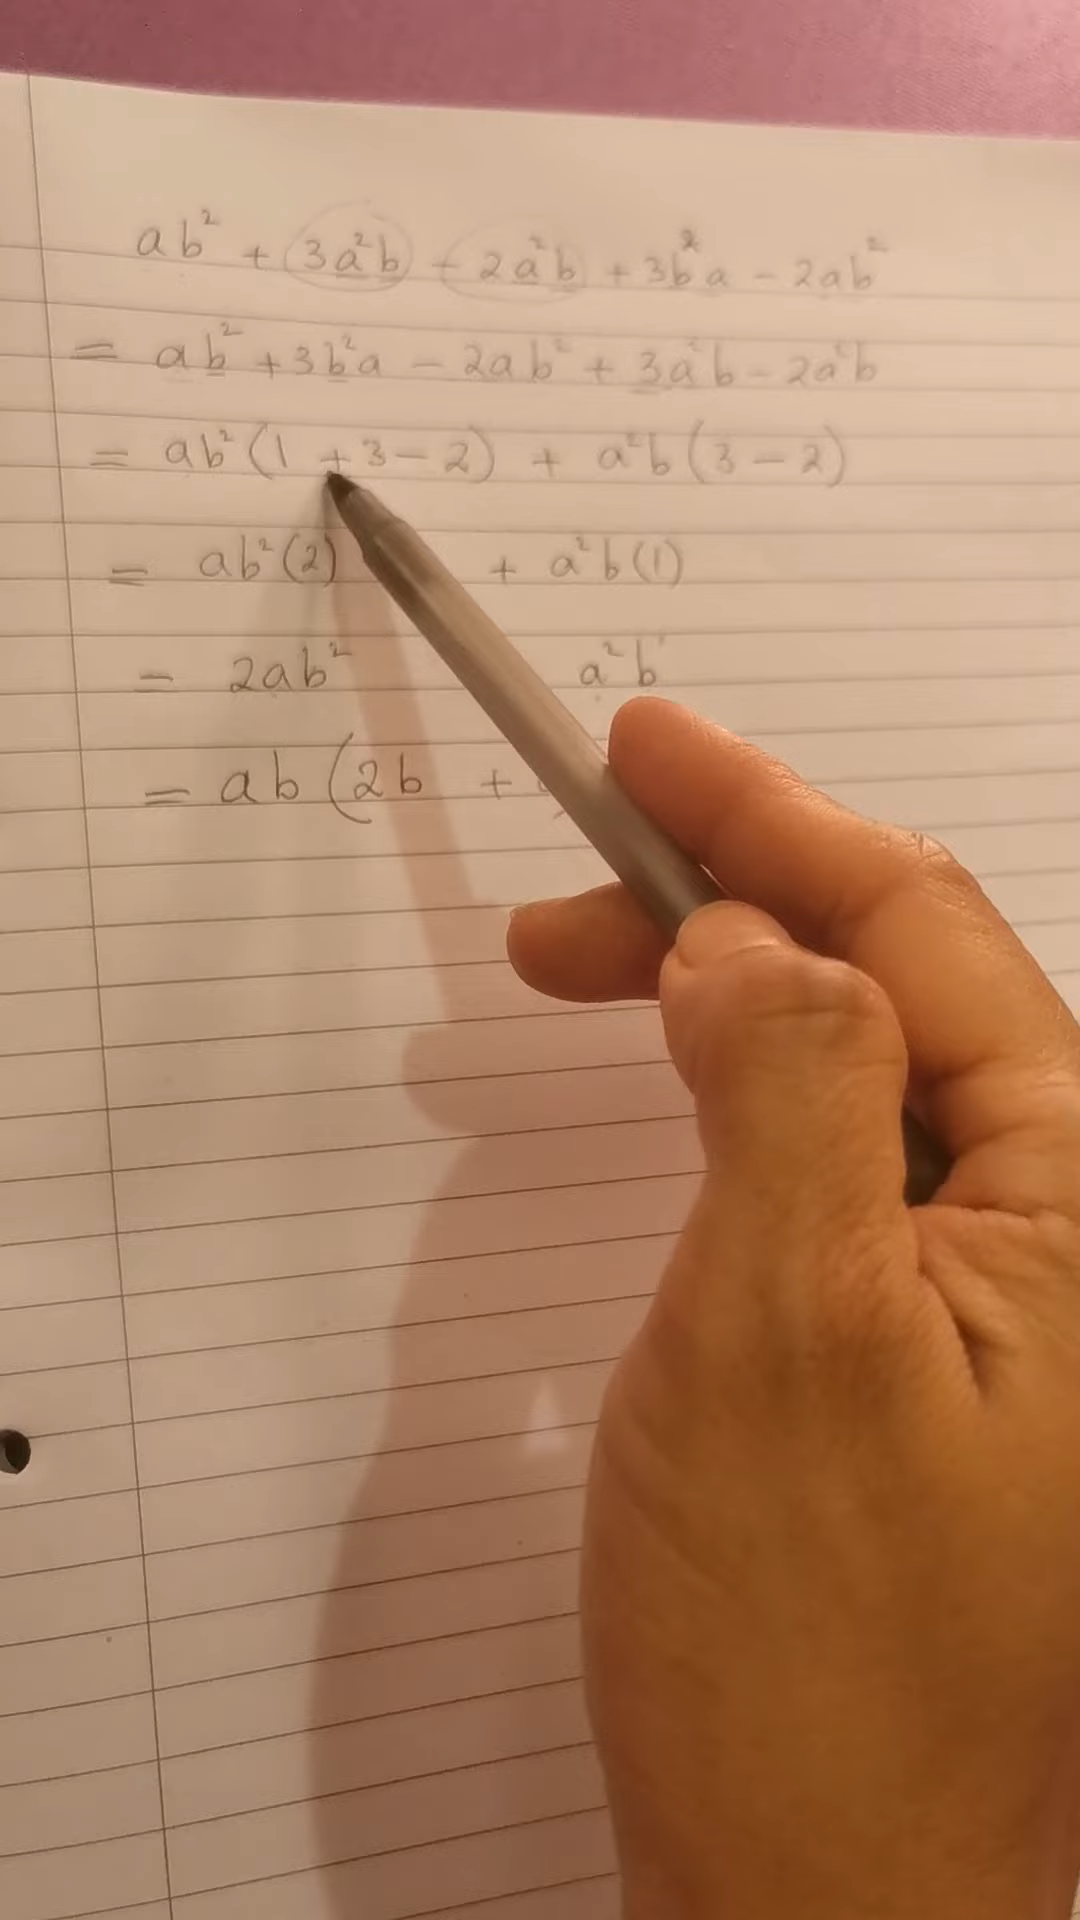 ab² + 3a²b - 2a²b + 3b²a - 2ab²
= ab² + 3b²a - 2ab² + 3a²b - 2a²b
= ab² (1 + 3 - 2) + a²b (3 - 2)
= ab² (2) + a²b (1)
= 2ab² a²b
= ab (2b +